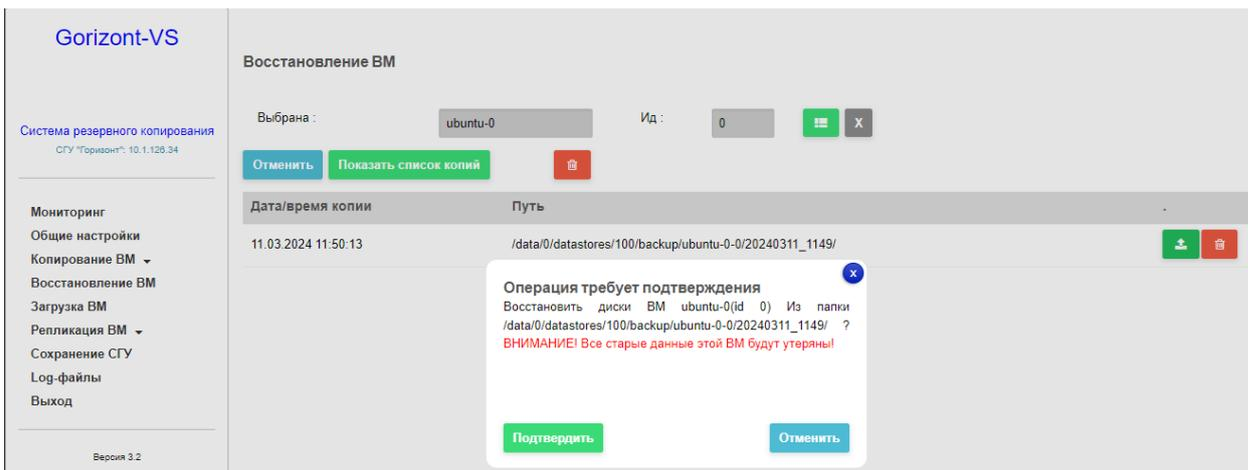 Gorizont-VS
Система резервного копирования
СГУ "Горизонт": 10.1.126.34
Мониторинг
Общие настройки
Копирование ВМ
Восстановление ВМ
Загрузка ВМ
Репликация ВМ
Сохранение СГУ
Log-файлы
Выход
Версия 3.2
Восстановление ВМ
Выбрана : ubuntu-0 Ид : 0 X
Отменить Показать список копий
Дата/время копии Путь .
11.03.2024 11:50:13 /data/0/datastores/100/backup/ubuntu-0-0/20240311_1149/
x
Операция требует подтверждения
Восстановить диски ВМ ubuntu-0(id 0) Из папки
/data/0/datastores/100/backup/ubuntu-0-0/20240311_1149/ ?
ВНИМАНИЕ! Все старые данные этой ВМ будут утеряны!
Подтвердить Отменить